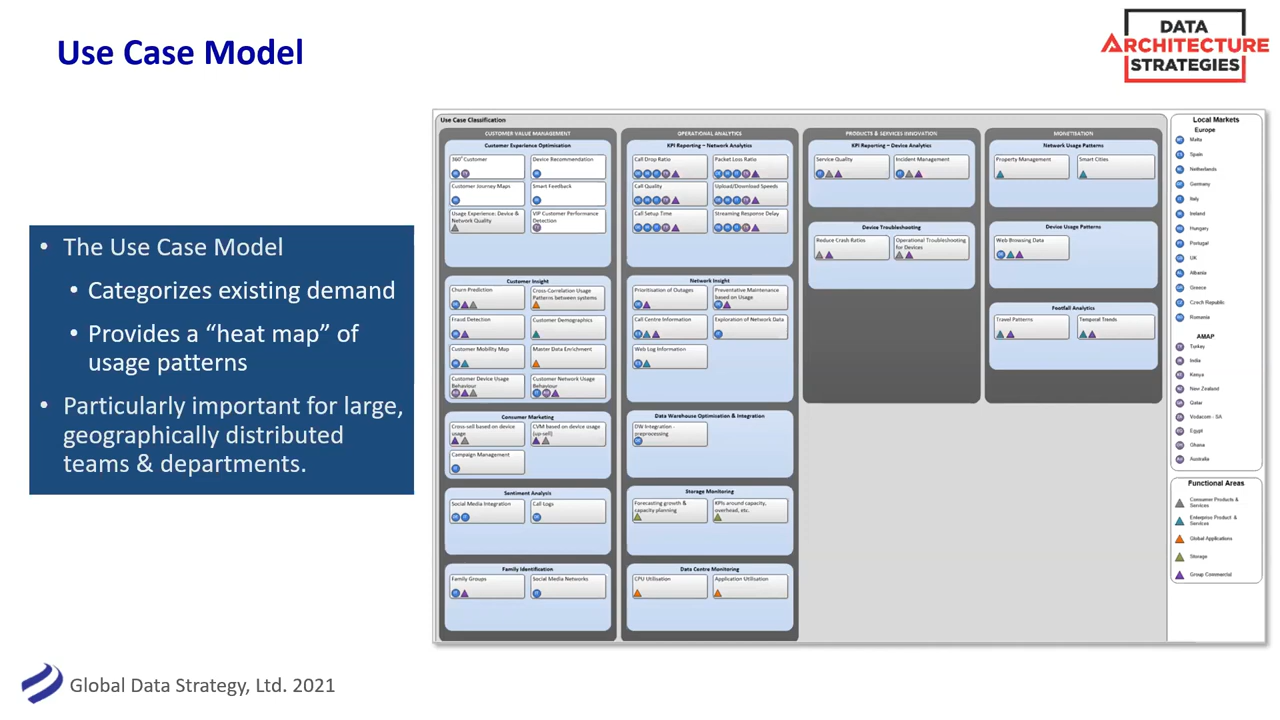 Use Case Model
DATA
ARCHITECTURE
STRATEGIES
• The Use Case Model
• Categorizes existing demand
• Provides a “heat map” of
usage patterns
• Particularly important for large,
geographically distributed
teams & departments.
Use Case Classification
CUSTOMER VALUE MANAGEMENT
Customer Experience Optimisation
360° Customer
Device Recommendation
Customer Journey Maps
Smart Feedback
Usage Experience: Device &
Network Quality
VIP Customer Performance
Detection
Customer Insight
Churn Prediction
Cross-Correlation Usage
Patterns between systems
Fraud Detection
Customer Demographics
Customer Mobility Map
Master Data Enrichment
Customer Device Usage
Behaviour
Customer Network Usage
Behaviour
Consumer Marketing
Cross-sell based on device
usage
CVM based on device usage
(up-sell)
Campaign Management
Sentiment Analysis
Social Media Integration
Call Logs
Family Identification
Family Groups
Social Media Networks
OPERATIONAL ANALYTICS
KPI Reporting – Network Analytics
Call Drop Ratio
Packet Loss Ratio
Call Quality
Upload/Download Speeds
Call Setup Time
Streaming Response Delay
Network Insight
Prioritisation of Outages
Preventative Maintenance
based on Usage
Call Centre Information
Exploration of Network Data
Web Log Information
Data Warehouse Optimisation & Integration
DW Integration -
preprocessing
Storage Monitoring
Forecasting growth &
capacity planning
KPIs around capacity,
overhead, etc.
Data Centre Monitoring
CPU Utilisation
Application Utilisation
PRODUCTS & SERVICES INNOVATION
KPI Reporting – Device Analytics
Service Quality
Incident Management
Device Troubleshooting
Reduce Crash Ratios
Operational Troubleshooting
for Devices
MONETISATION
Network Usage Patterns
Property Management
Smart Cities
Device Usage Patterns
Web Browsing Data
Footfall Analytics
Travel Patterns
Temporal Trends
Local Markets
Europe
Malta
Spain
Netherlands
Germany
Italy
Ireland
Hungary
Portugal
UK
Albania
Greece
Czech Republic
Romania
AMAP
Turkey
India
Kenya
New Zealand
Qatar
Vodacom - SA
Egypt
Ghana
Australia
Functional Areas
Consumer Products &
Services
Enterprise Product &
Services
Global Applications
Storage
Group Commercial
Global Data Strategy, Ltd. 2021